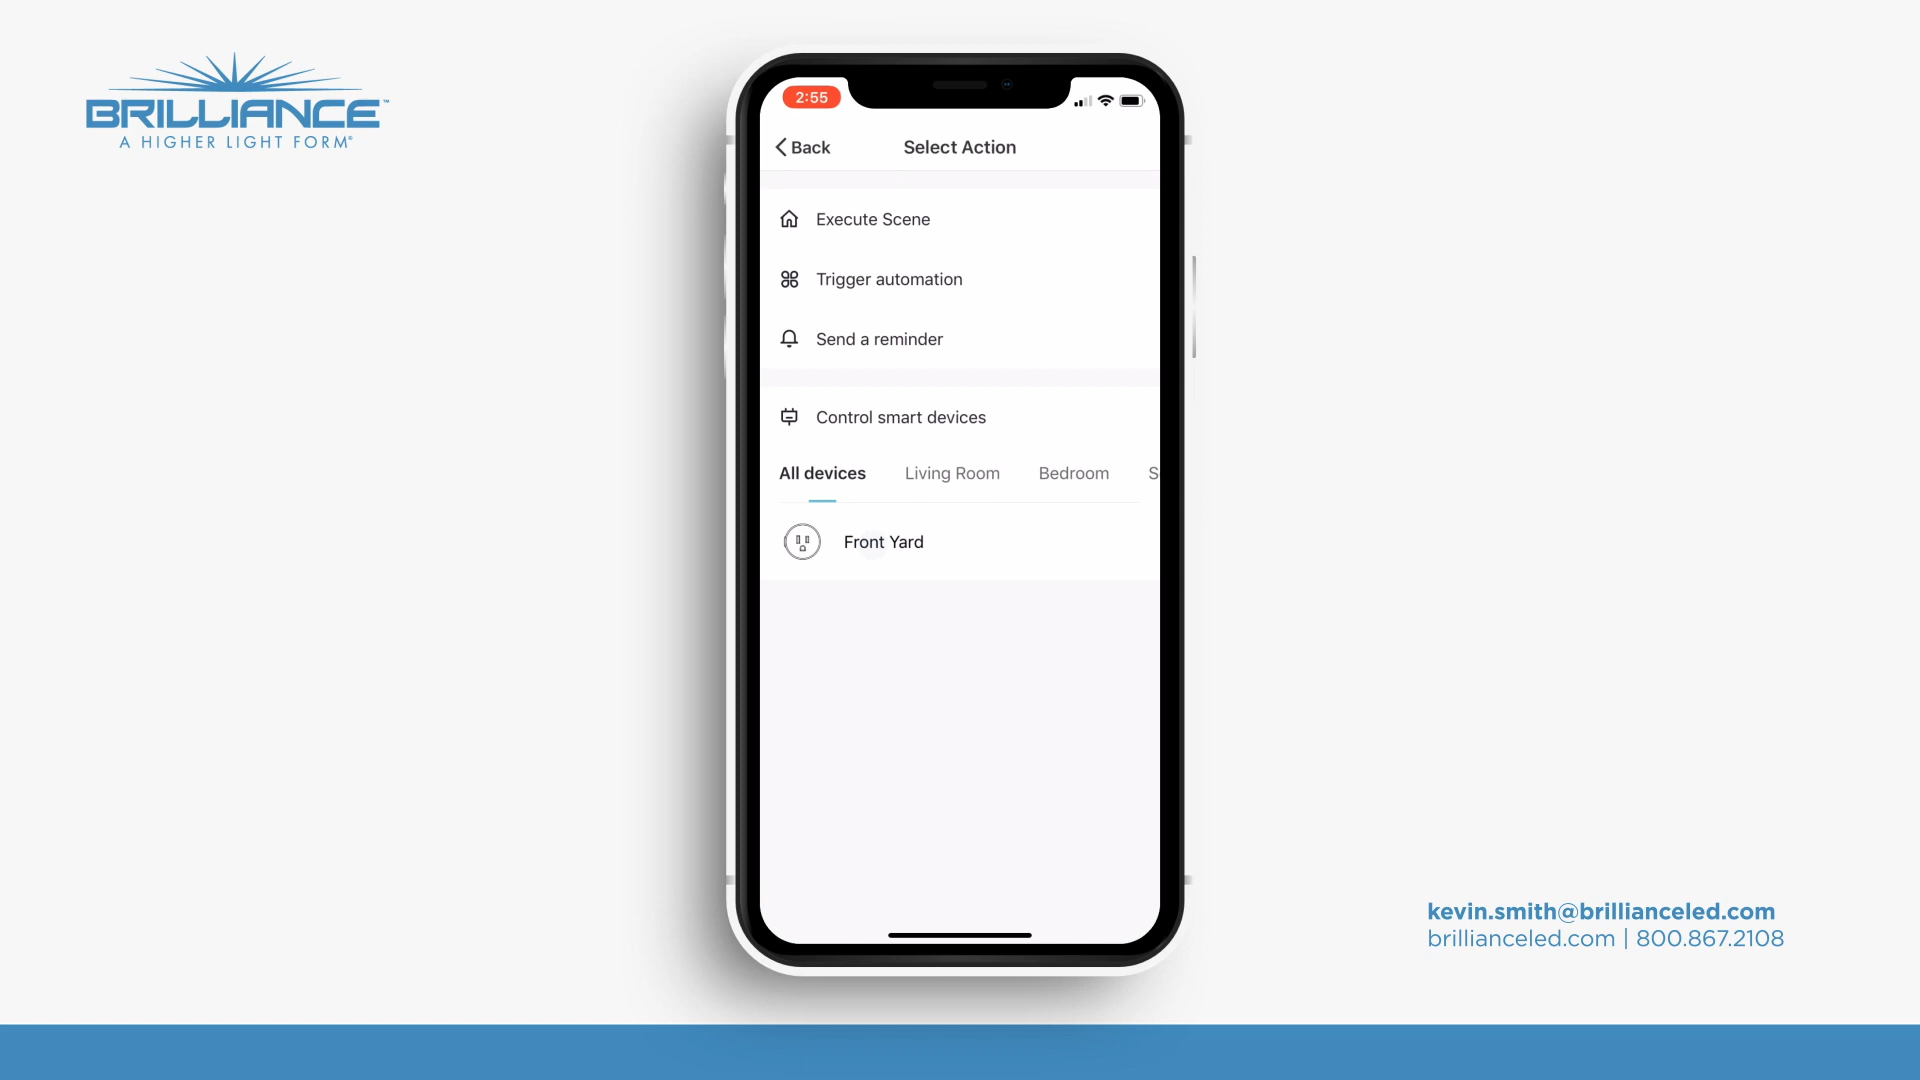 BRILLIANCE™
A HIGHER LIGHT FORM®
2:55
Back
Select Action
Execute Scene
Trigger automation
Send a reminder
Control smart devices
All devices Living Room Bedroom S
Front Yard
kevin.smith@brillianceled.com
brillianceled.com | 800.867.2108